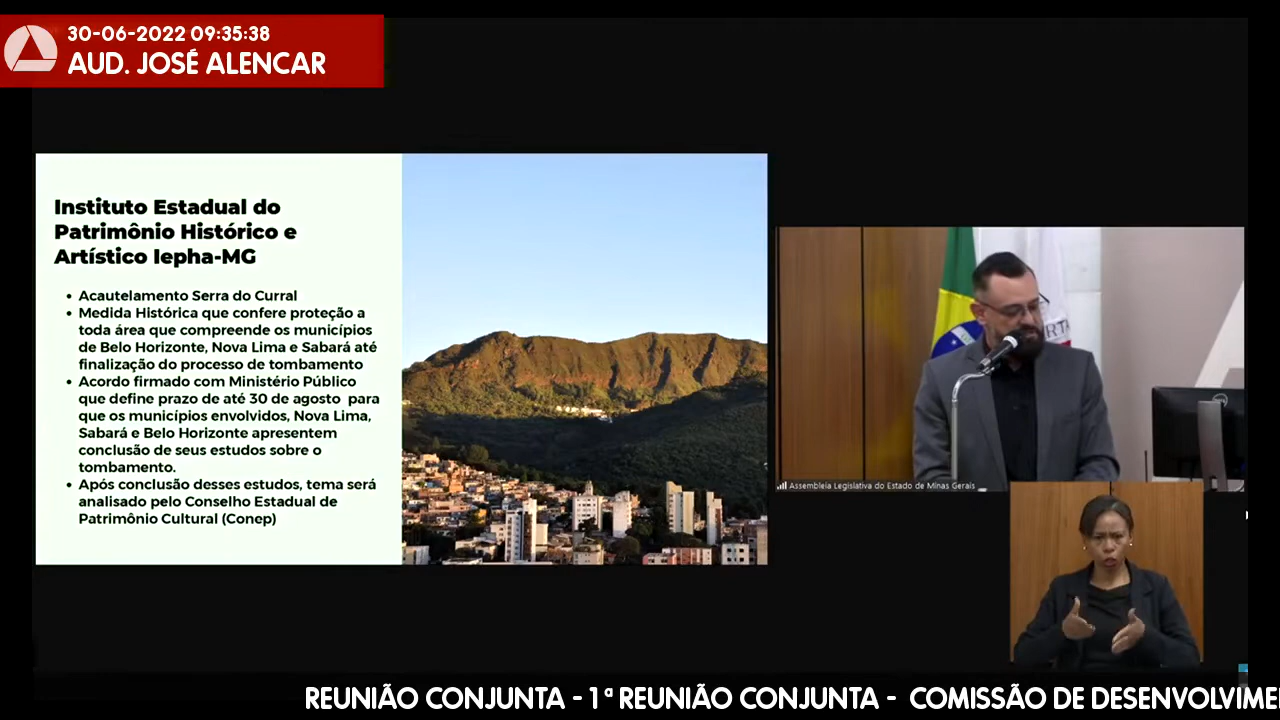 30-06-2022 09:35:38
AUD. JOSÉ ALENCAR
Instituto Estadual do
Patrimônio Histórico e
Artístico Iepha-MG
• Acautelamento Serra do Curral
• Medida Histórica que confere proteção a
toda área que compreende os municípios
de Belo Horizonte, Nova Lima e Sabará até
finalização do processo de tombamento
• Acordo firmado com Ministério Público
que define prazo de até 30 de agosto para
que os municípios envolvidos, Nova Lima,
Sabará e Belo Horizonte apresentem
conclusão de seus estudos sobre o
tombamento.
• Após conclusão desses estudos, tema será
analisado pelo Conselho Estadual de
Patrimônio Cultural (Conep)
Assembleia Legislativa do Estado de Minas Gerais
REUNIÃO CONJUNTA - 1ª REUNIÃO CONJUNTA - COMISSÃO DE DESENVOLVIME